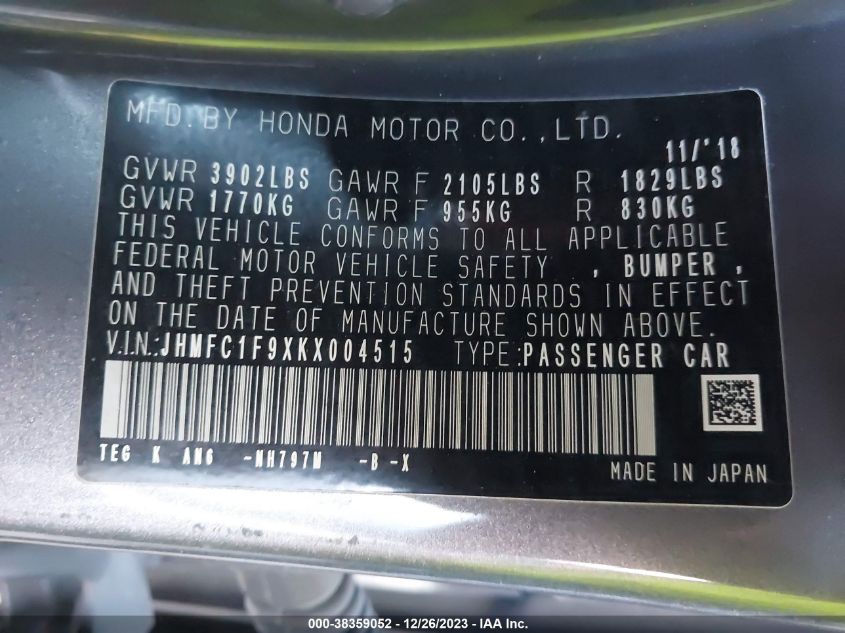 MFD.BY HONDA MOTOR CO.,LTD.
11/'18
GVWR 3902LBS GAWR F 2105LBS R 1829LBS
GVWR 1770KG GAWR F 955KG R 830KG
THIS VEHICLE CONFORMS TO ALL APPLICABLE
FEDERAL MOTOR VEHICLE SAFETY , BUMPER ,
AND THEFT PREVENTION STANDARDS IN EFFECT
ON THE DATE OF MANUFACTURE SHOWN ABOVE.
V.I.N.:JHMFC1F9XKX004515 TYPE:PASSENGER CAR
TEG K AN6 -NH797M -B -X
MADE IN JAPAN
000-38359052 - 12/26/2023 - Copyright © IAA, Inc.